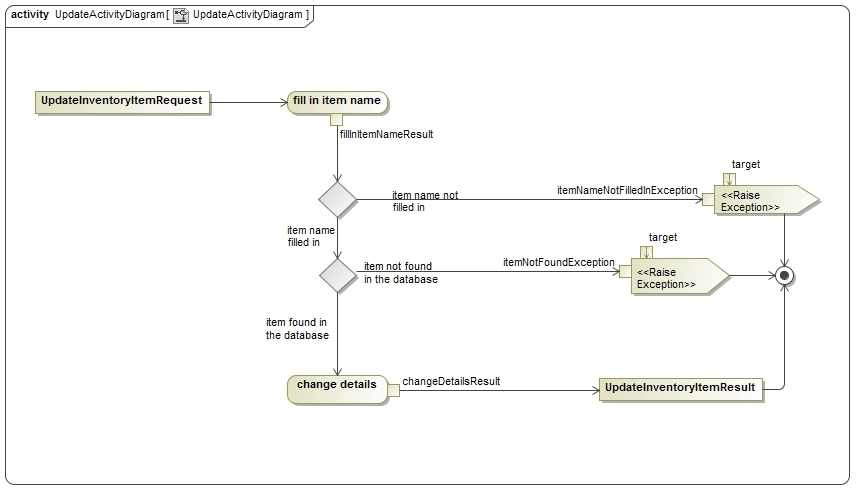 activity UpdateActivityDiagram[ UpdateActivityDiagram ]
UpdateInventoryItemRequest
fill in item name
fillInItemNameResult
target
item name not
filled in
itemNameNotFilledInException
<<Raise
Exception>>
item name
filled in
target
item not found
in the database
itemNotFoundException
<<Raise
Exception>>
item found in
the database
change details
changeDetailsResult
UpdateInventoryItemResult